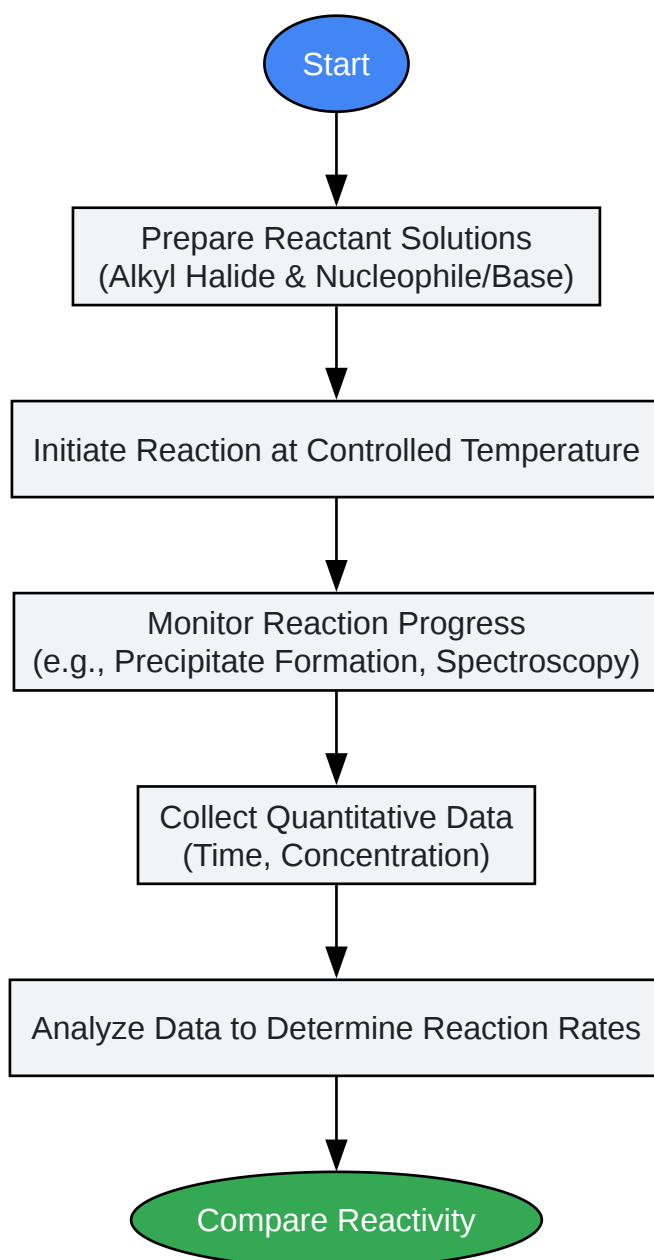 Start
Prepare Reactant Solutions
(Alkyl Halide & Nucleophile/Base)
Initiate Reaction at Controlled Temperature
Monitor Reaction Progress
(e.g., Precipitate Formation, Spectroscopy)
Collect Quantitative Data
(Time, Concentration)
Analyze Data to Determine Reaction Rates
Compare Reactivity